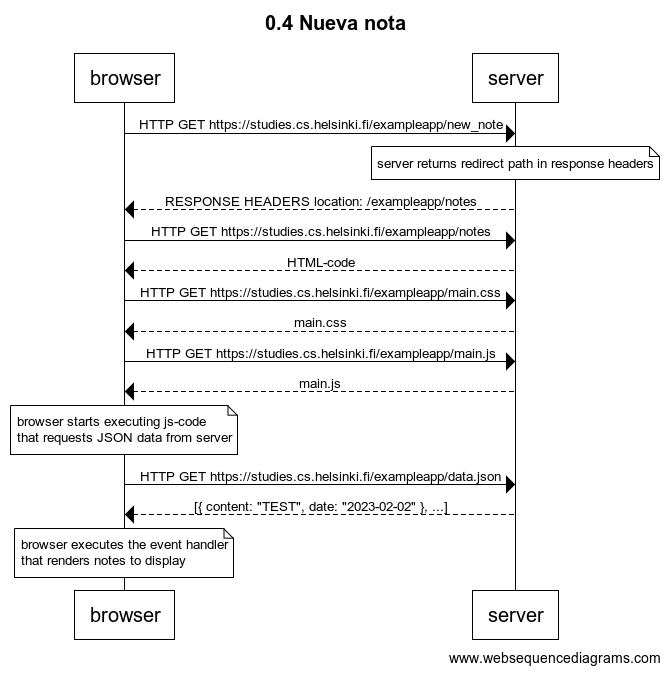 0.4 Nueva nota
browser
server
HTTP GET https://studies.cs.helsinki.fi/exampleapp/new_note
server returns redirect path in response headers
RESPONSE HEADERS location: /exampleapp/notes
HTTP GET https://studies.cs.helsinki.fi/exampleapp/notes
HTML-code
HTTP GET https://studies.cs.helsinki.fi/exampleapp/main.css
main.css
HTTP GET https://studies.cs.helsinki.fi/exampleapp/main.js
main.js
browser starts executing js-code
that requests JSON data from server
HTTP GET https://studies.cs.helsinki.fi/exampleapp/data.json
[{ content: "TEST", date: "2023-02-02" }, ...]
browser executes the event handler
that renders notes to display
browser
server
www.websequencediagrams.com